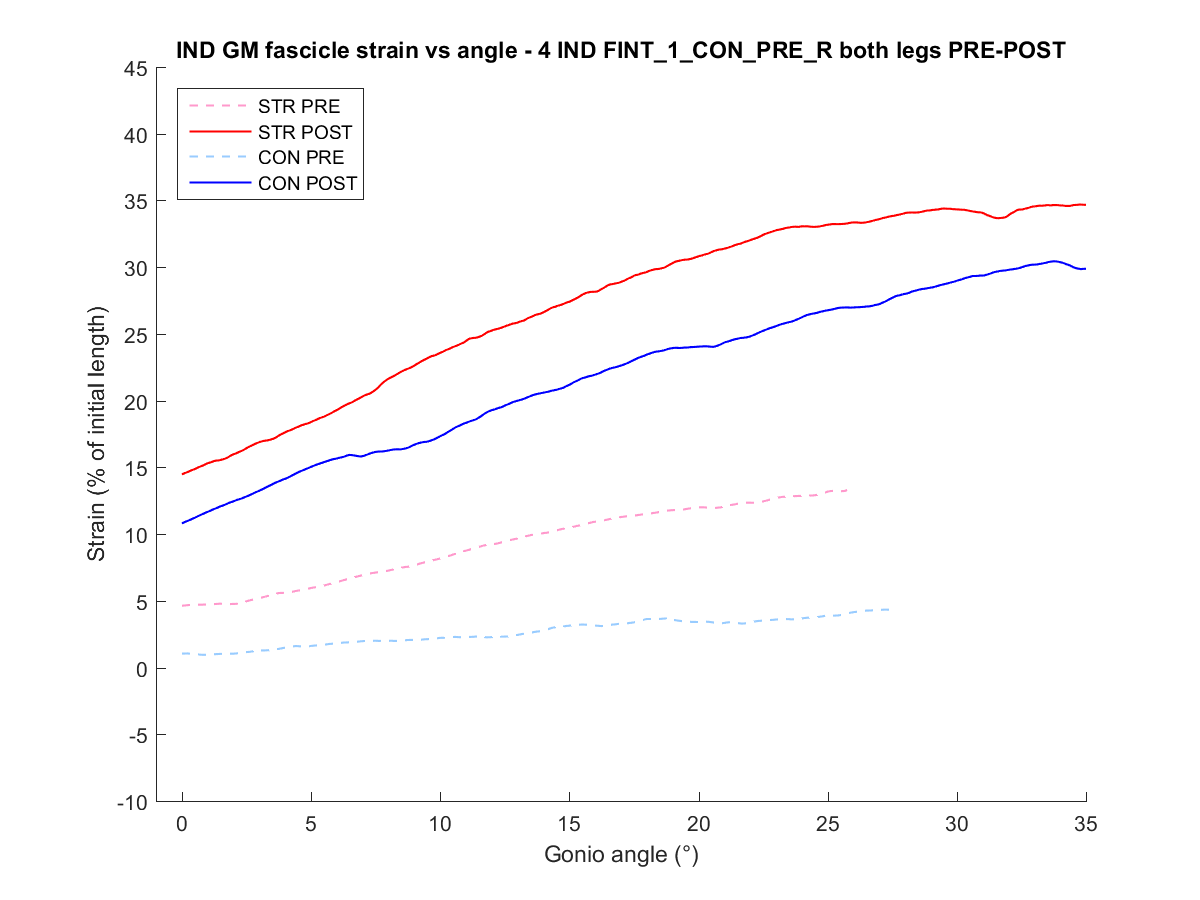 IND GM fascicle strain vs angle - 4 IND FINT_1_CON_PRE_R both legs PRE-POST
45
40
35
30
25
20
15
10
5
0
-5
-10
STR PRE
STR POST
CON PRE
CON POST
Strain (% of initial length)
0 5 10 15 20 25 30 35
Gonio angle (°)